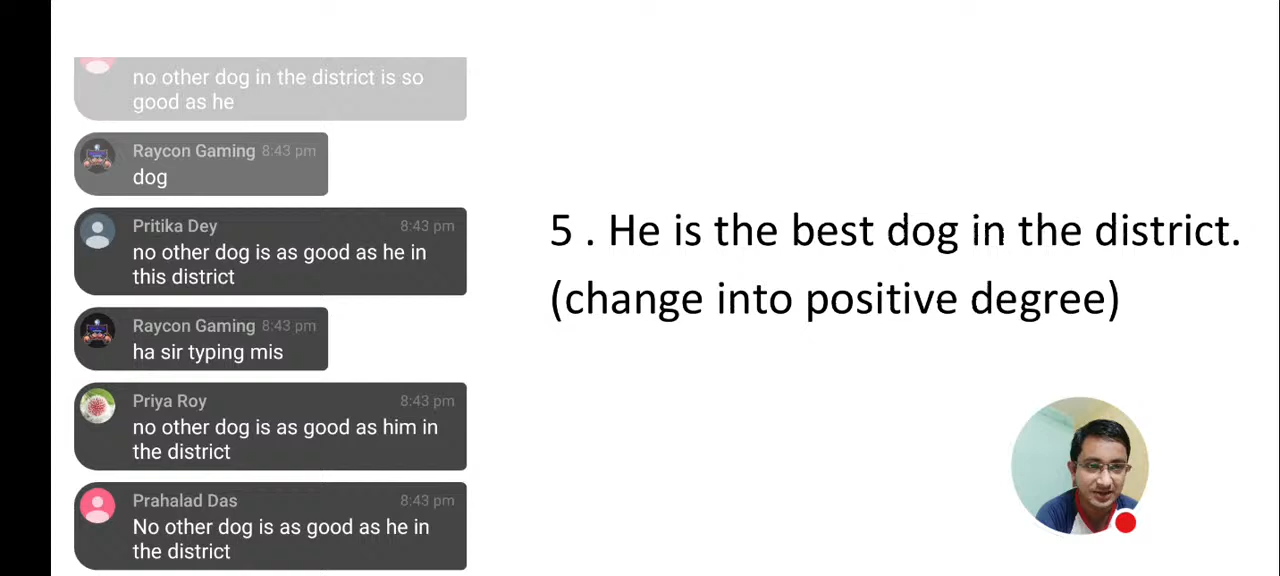 no other dog in the district is so
good as he
Raycon Gaming 8:43 pm
dog
Pritika Dey 8:43 pm
no other dog is as good as he in
this district
Raycon Gaming 8:43 pm
ha sir typing mis
Priya Roy 8:43 pm
no other dog is as good as him in
the district
Prahalad Das 8:43 pm
No other dog is as good as he in
the district
5 . He is the best dog in the district.
(change into positive degree)